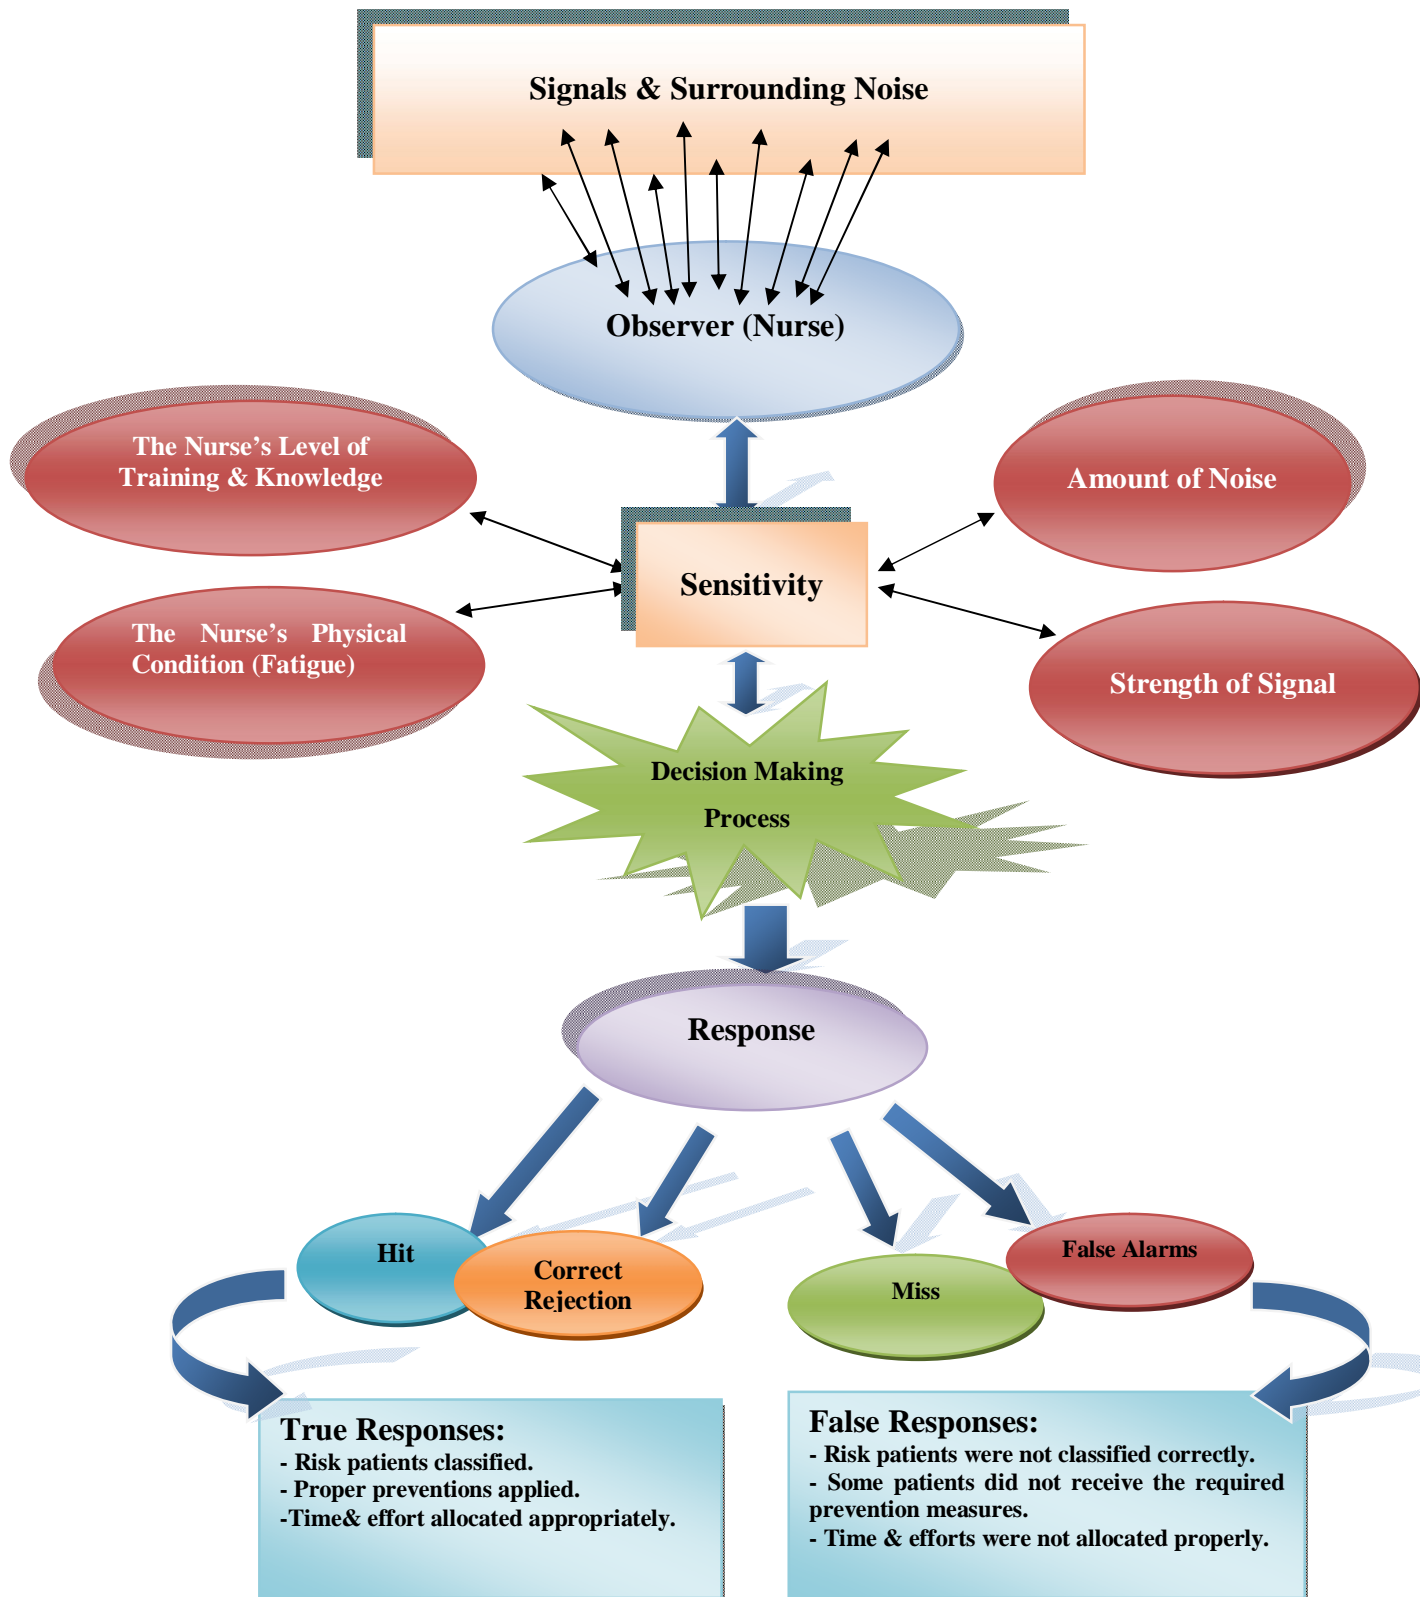 Signals & Surrounding Noise
Observer (Nurse)
The Nurse's Level of
Training & Knowledge
Amount of Noise
Sensitivity
The Nurse's Physical
Condition (Fatigue)
Strength of Signal
Decision Making
Process
Response
Hit
Correct
Rejection
Miss
False Alarms
True Responses:
- Risk patients classified.
- Proper preventions applied.
-Time& effort allocated appropriately.
False Responses:
- Risk patients were not classified correctly.
- Some patients did not receive the required
prevention measures.
- Time & efforts were not allocated properly.